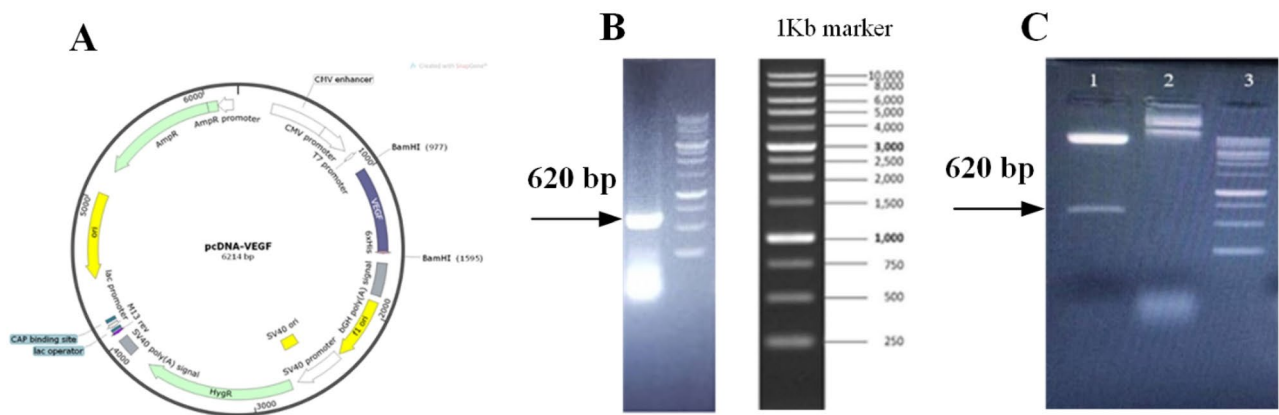 A
Created with SnapGene®
CMV enhancer
6000
AmpR promoter
AmpR
CMV promoter
T7 promoter
1000
BamHI (977)
VEGF
6xHis
BamHI (1595)
pcDNA-VEGF
6214 bp
5000
ori
lac promoter
M13 rev
CAP binding site
lac operator
4000
SV40 poly(A) signal
SV40 ori
bGH poly(A) signal
2000
f1 ori
SV40 promoter
HygR
3000
B
620 bp
1Kb marker
10,000
8,000
6,000
5,000
4,000
3,000
2,500
2,000
1,500
1,000
750
500
250
C
620 bp
1 2 3